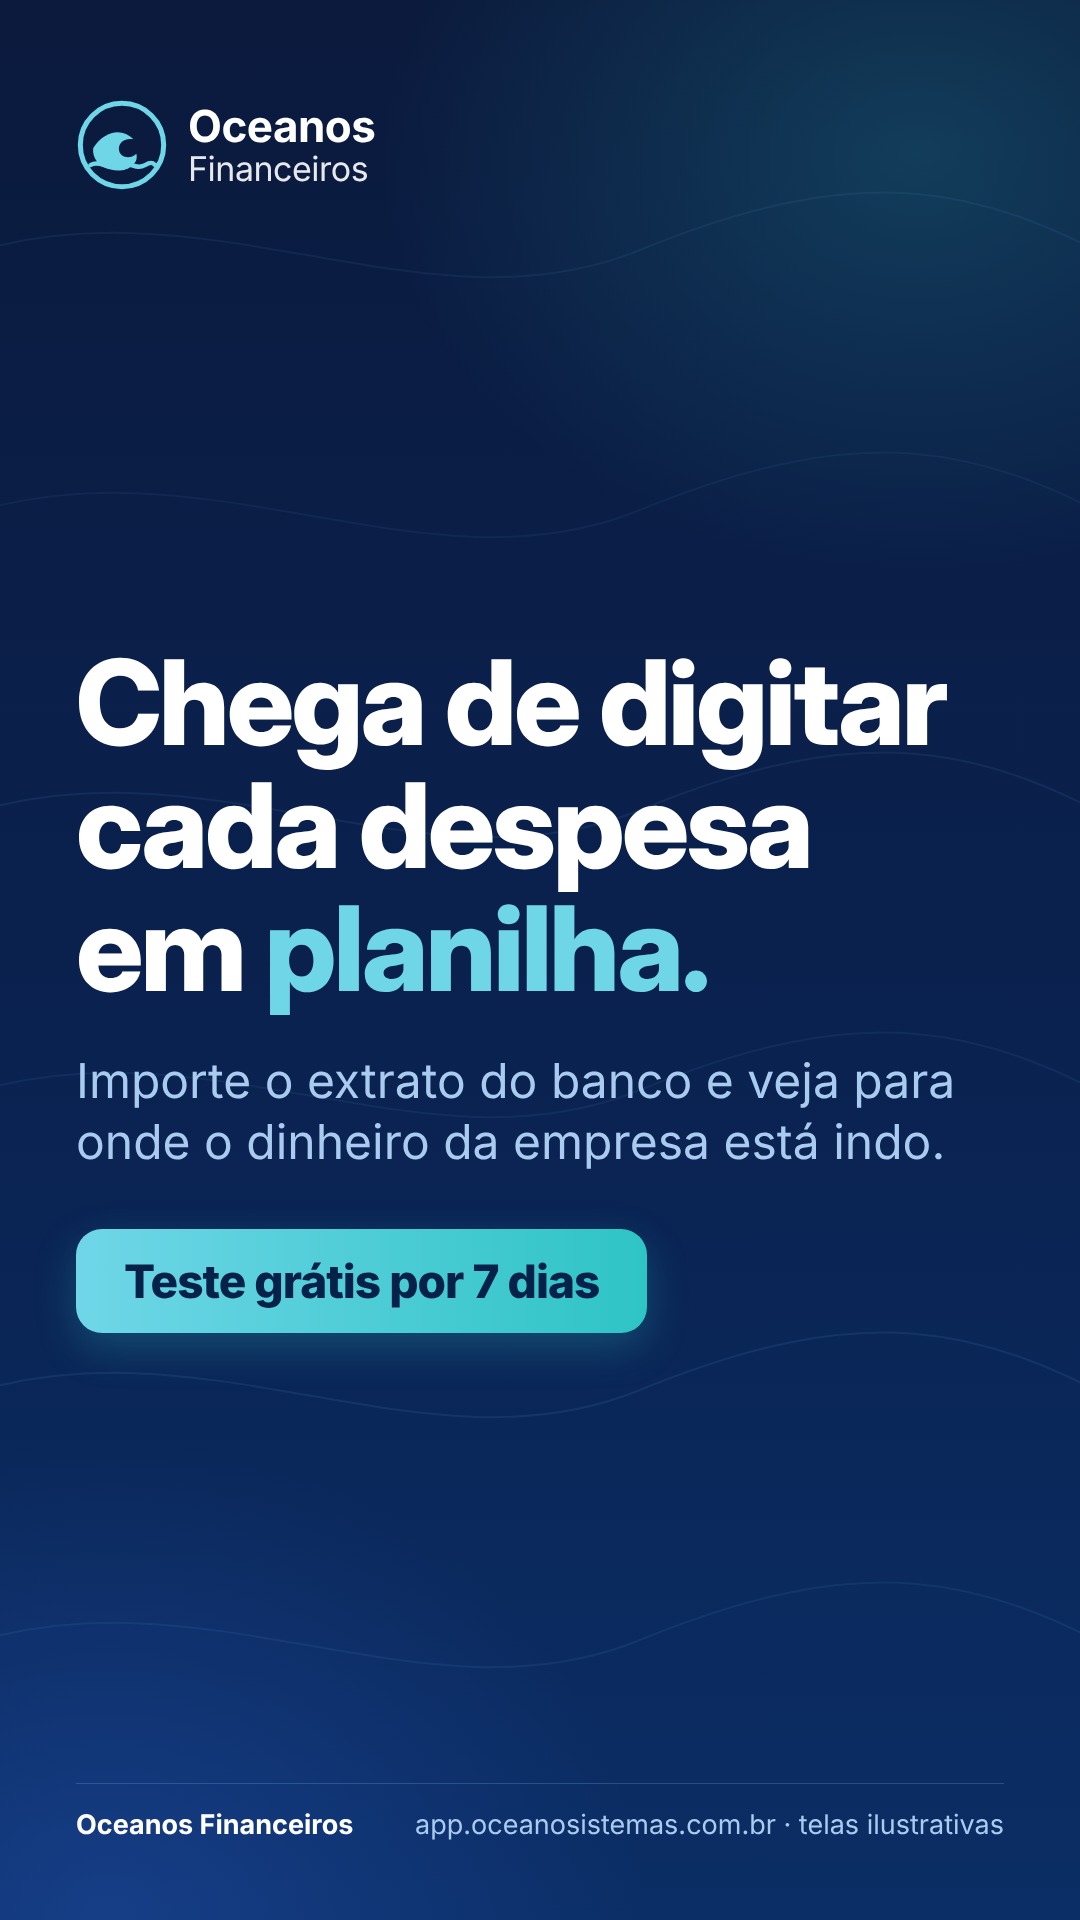 Oceanos
Financeiros
Chega de digitar
cada despesa
em planilha.
Importe o extrato do banco e veja para
onde o dinheiro da empresa está indo.
Teste grátis por 7 dias
Oceanos Financeiros
app.oceanosistemas.com.br · telas ilustrativas